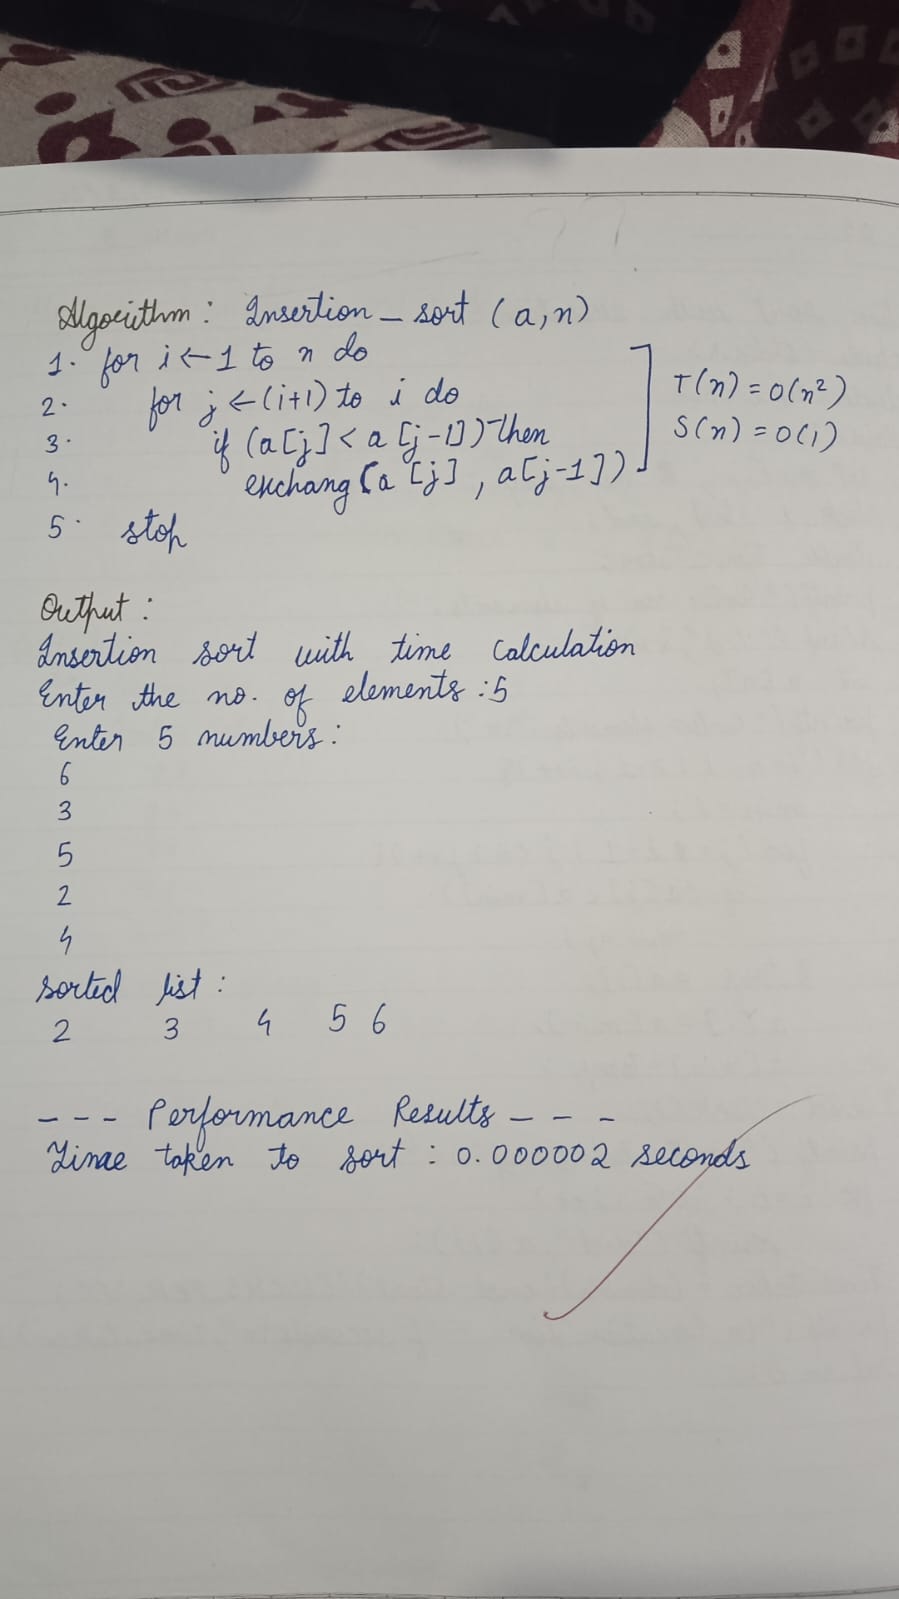 Algorithm: Insertion_sort (a,n)
1. for i←1 to n do
2. for j←(i+1) to i do
3. if (a[j] < a[j-1]) then
4. exchang(a[j], a[j-1])
5. stop
T(n) = O(n²)
S(n) = O(1)
Output:
Insertion sort with time calculation
Enter the no. of elements:5
Enter 5 numbers:
6
3
5
2
4
sorted list:
2 3 4 5 6
--- Performance Results ---
Time taken to sort: 0.000002 seconds